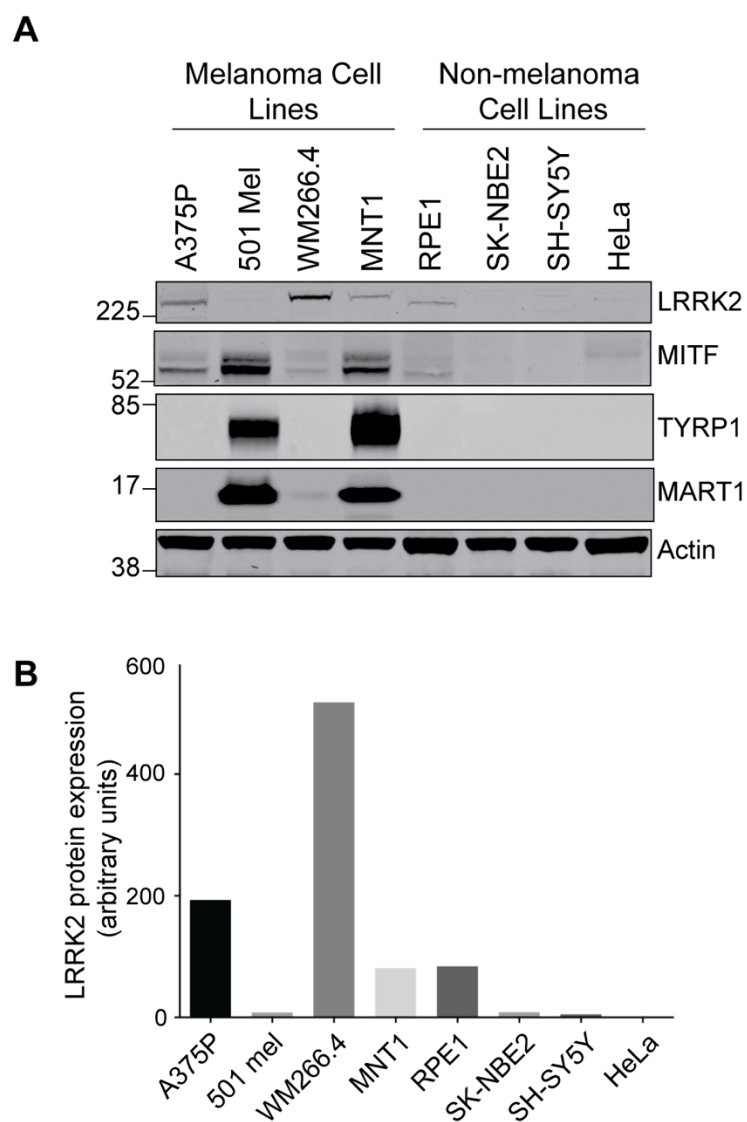 A
Melanoma Cell
Lines
Non-melanoma
Cell Lines
A375P
501 Mel
WM266.4
MNT1
RPE1
SK-NBE2
SH-SY5Y
HeLa
225
LRRK2
52
MITF
85
TYRP1
17
MART1
38
Actin
B
LRRK2 protein expression
(arbitrary units)
600
400
200
0
A375P
501 mel
WM266.4
MNT1
RPE1
SK-NBE2
SH-SY5Y
HeLa